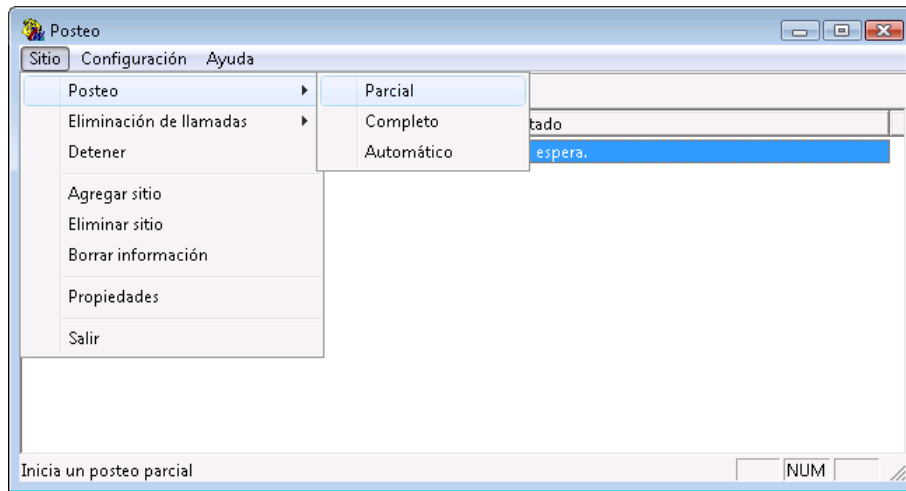 Posteo
Sitio Configuración Ayuda
Posteo
Parcial
Eliminación de llamadas
Completo
tado
Detener
Automático
espera.
Agregar sitio
Eliminar sitio
Borrar información
Propiedades
Salir
Inicia un posteo parcial
NUM